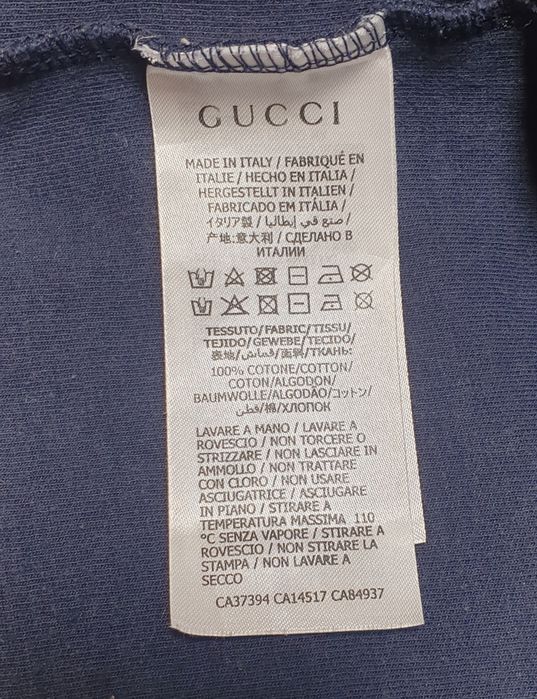 GUCCI
MADE IN ITALY / FABRIQUÉ EN
ITALIE / HECHO EN ITALIA /
HERGESTELLT IN ITALIEN /
FABRICADO EM ITÁLIA /
イタリア製 / صنع في إيطاليا /
产地:意大利 / СДЕЛАНО В
ИТАЛИИ
TESSUTO/FABRIC/TISSU/
TEJIDO/GEWEBE/TECIDO/
表地/قماش/面料/ТКАНЬ:
100% COTONE/COTTON/
COTON/ALGODON/
BAUMWOLLE/ALGODÃO/コットン/
قطن/棉/ХЛОПОК
LAVARE A MANO / LAVARE A
ROVESCIO / NON TORCERE O
STRIZZARE / NON LASCIARE IN
AMMOLLO / NON TRATTARE
CON CLORO / NON USARE
ASCIUGATRICE / ASCIUGARE
IN PIANO / STIRARE A
TEMPERATURA MASSIMA 110
°C SENZA VAPORE / STIRARE A
ROVESCIO / NON STIRARE LA
STAMPA / NON LAVARE A
SECCO
CA37394 CA14517 CA84937